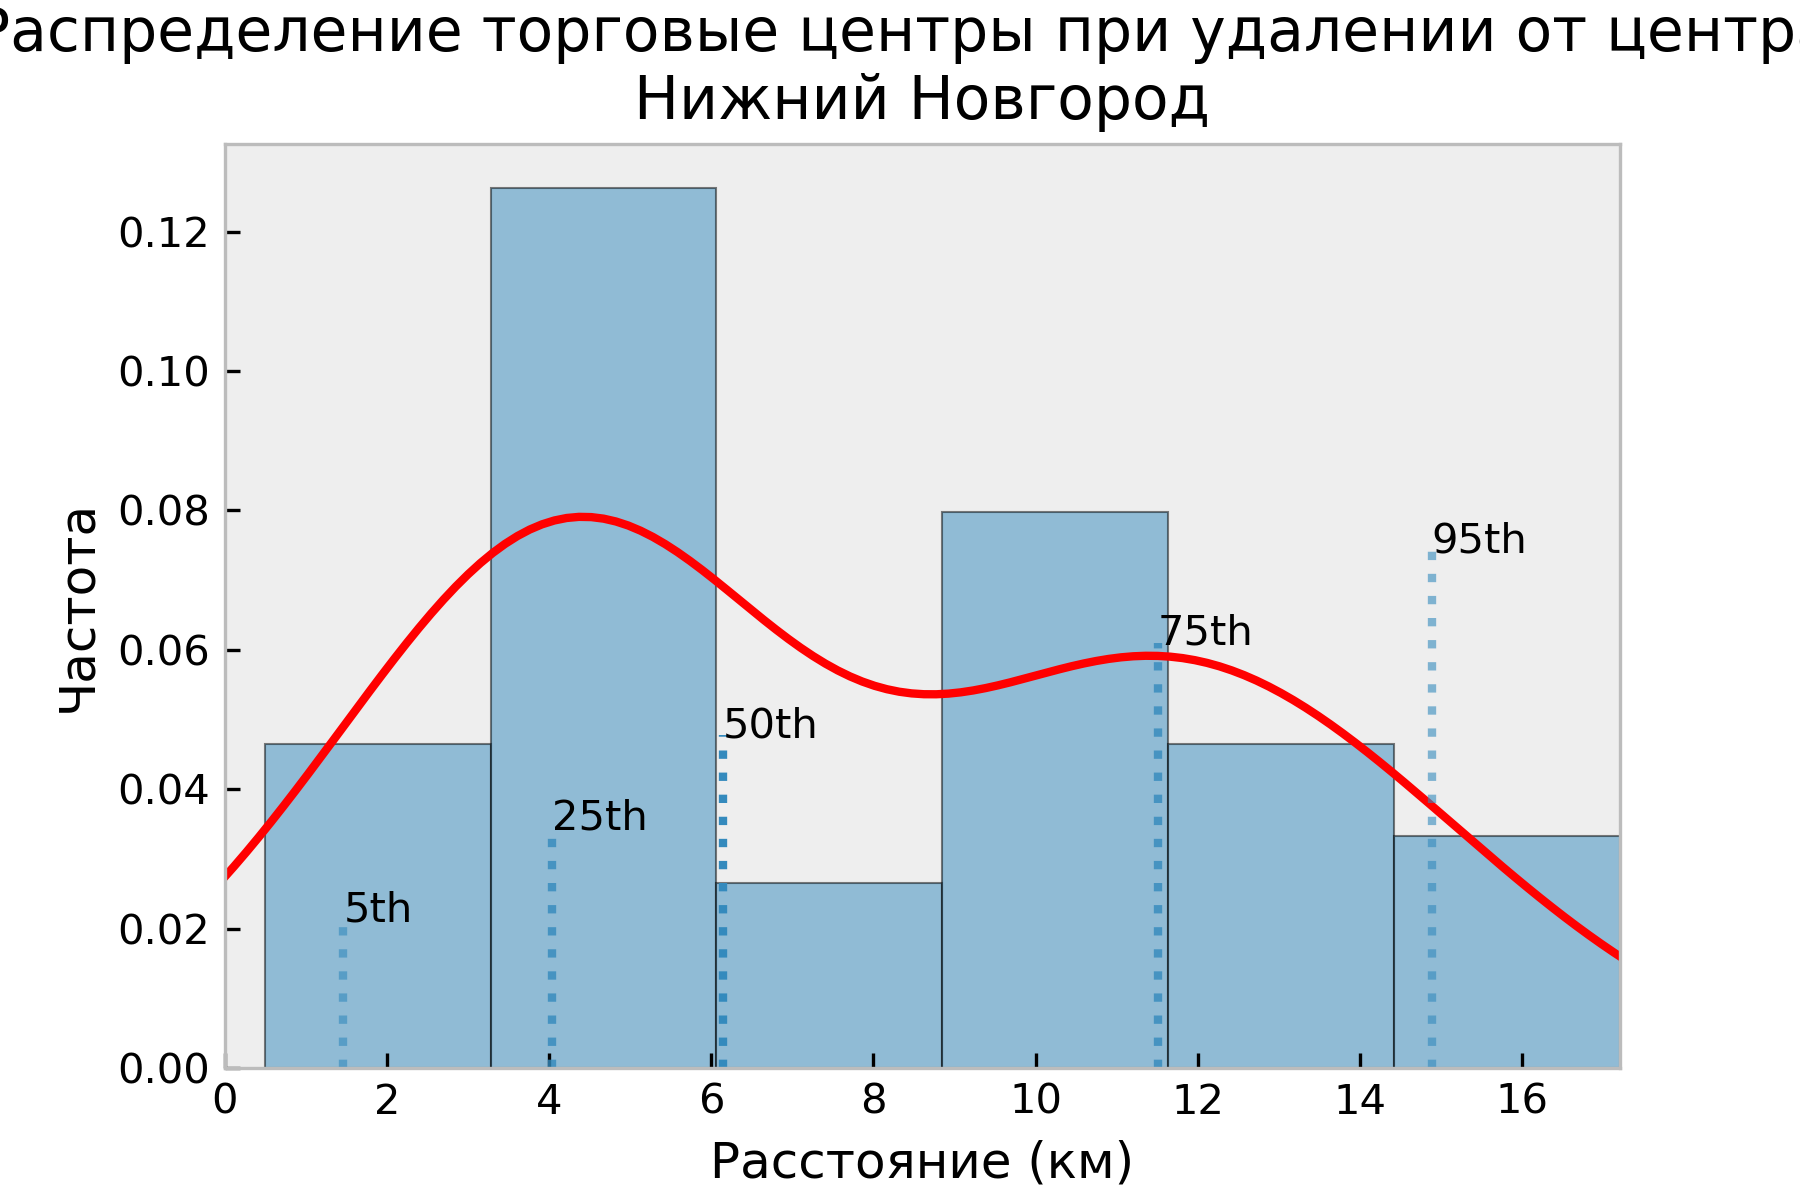 Распределение торговые центры при удалении от центра
Нижний Новгород
0.12
0.10
0.08
0.06
0.04
0.02
0.00
Частота
5th
25th
50th
75th
95th
0 2 4 6 8 10 12 14 16
Расстояние (км)